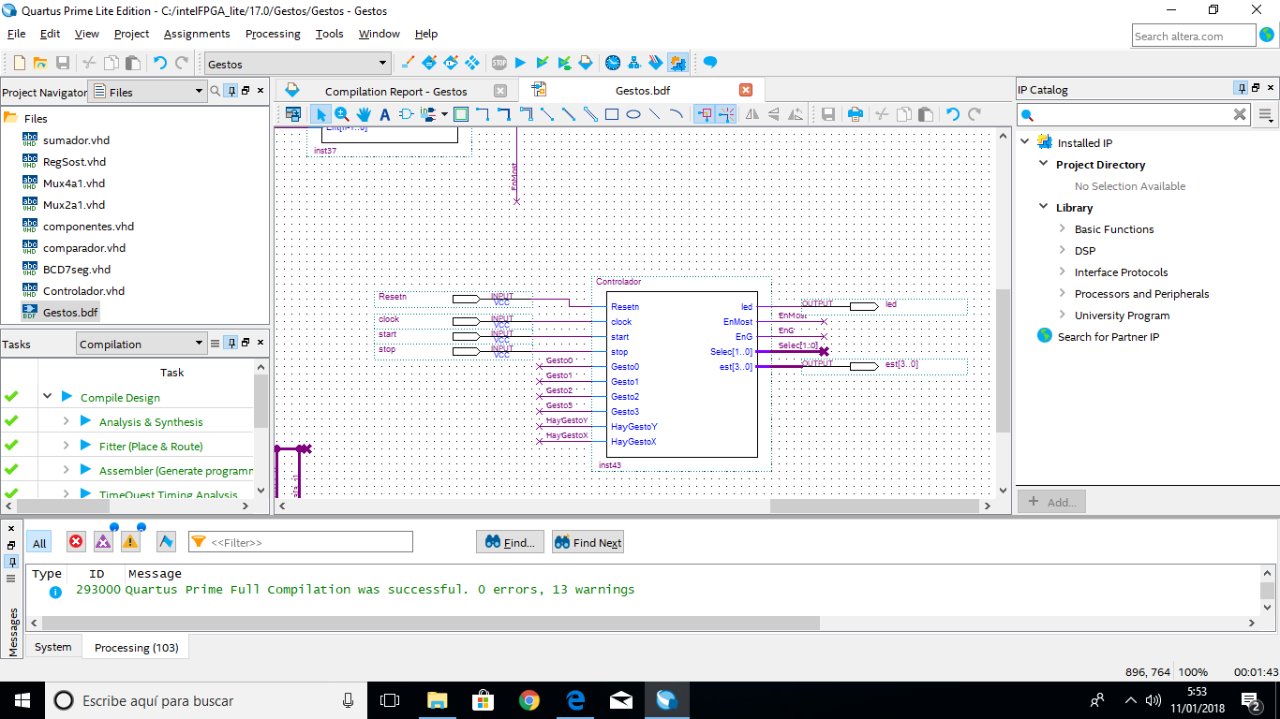 Quartus Prime Lite Edition - C:/intelFPGA_lite/17.0/Gestos/Gestos - Gestos
File Edit View Project Assignments Processing Tools Window Help
Search altera.com
Gestos
Project Navigator Files
Compilation Report - Gestos
Gestos.bdf
IP Catalog
Files
sumador.vhd
RegSost.vhd
Mux4a1.vhd
Mux2a1.vhd
componentes.vhd
comparador.vhd
BCD7seg.vhd
Controlador.vhd
Gestos.bdf
Tasks Compilation
Task
Compile Design
Analysis & Synthesis
Fitter (Place & Route)
Assembler (Generate programm
TimeQuest Timing Analysis
inst37
EnMost
Controlador
Resetn INPUT VCC
clock INPUT VCC
start INPUT VCC
stop INPUT VCC
Gesto0
Gesto1
Gesto2
Gesto5
HayGestoY
HayGestoX
Resetn led
clock EnMost
start EnG
stop Selec[1..0]
Gesto0 est[3..0]
Gesto1
Gesto2
Gesto3
HayGestoY
HayGestoX
inst43
OUTPUT led
EnMost
EnG
Selec[1:0]
OUTPUT est[3..0]
Installed IP
Project Directory
No Selection Available
Library
Basic Functions
DSP
Interface Protocols
Processors and Peripherals
University Program
Search for Partner IP
+ Add...
All
<<Filter>>
Find...
Find Next
Type ID Message
293000 Quartus Prime Full Compilation was successful. 0 errors, 13 warnings
Messages
System Processing (103)
896, 764 100% 00:01:43
Escribe aquí para buscar
5:53
11/01/2018
2